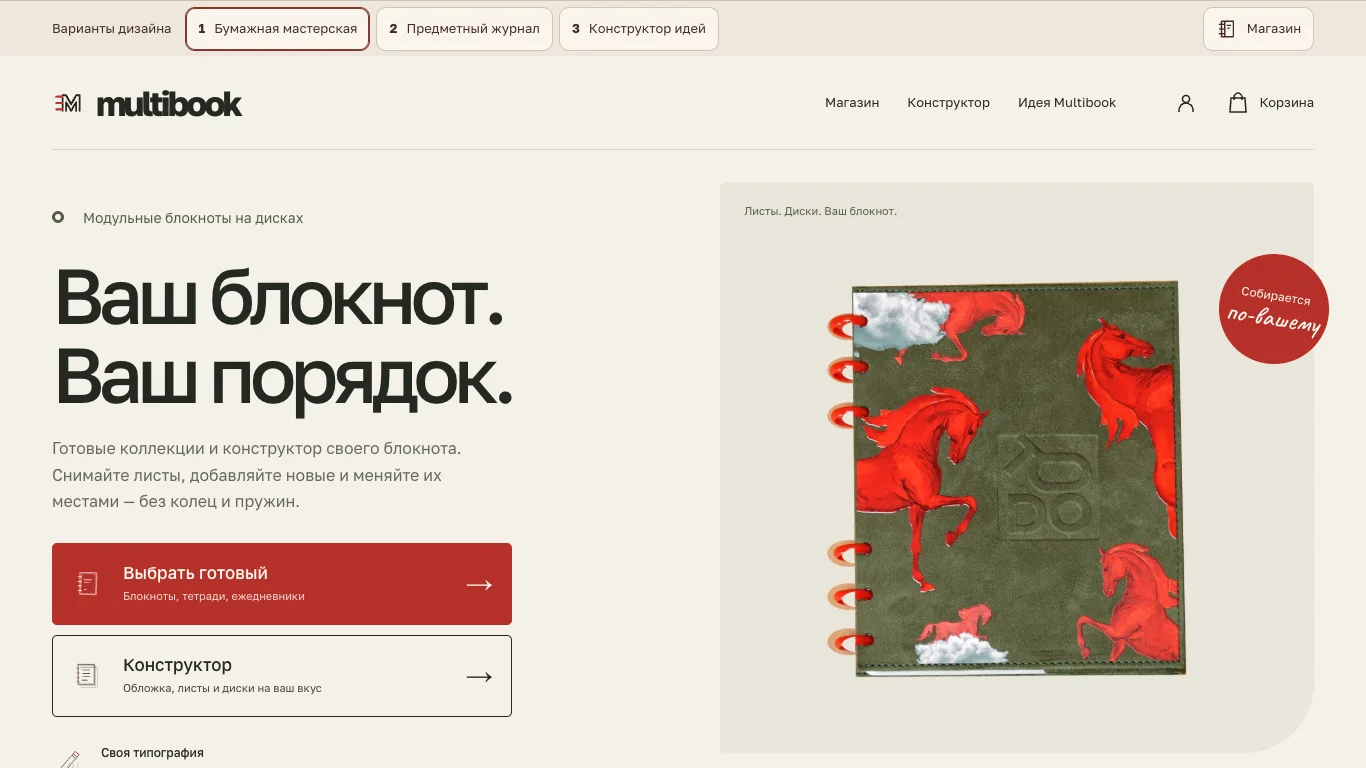 Варианты дизайна
1 Бумажная мастерская
2 Предметный журнал
3 Конструктор идей
Магазин
multibook
Магазин
Конструктор
Идея Multibook
Корзина
Модульные блокноты на дисках
Ваш блокнот.
Ваш порядок.
Готовые коллекции и конструктор своего блокнота.
Снимайте листы, добавляйте новые и меняйте их
местами — без колец и пружин.
Выбрать готовый
Блокноты, тетради, ежедневники
Конструктор
Обложка, листы и диски на ваш вкус
Своя типография
Листы. Диски. Ваш блокнот.
Собирается
по-вашему